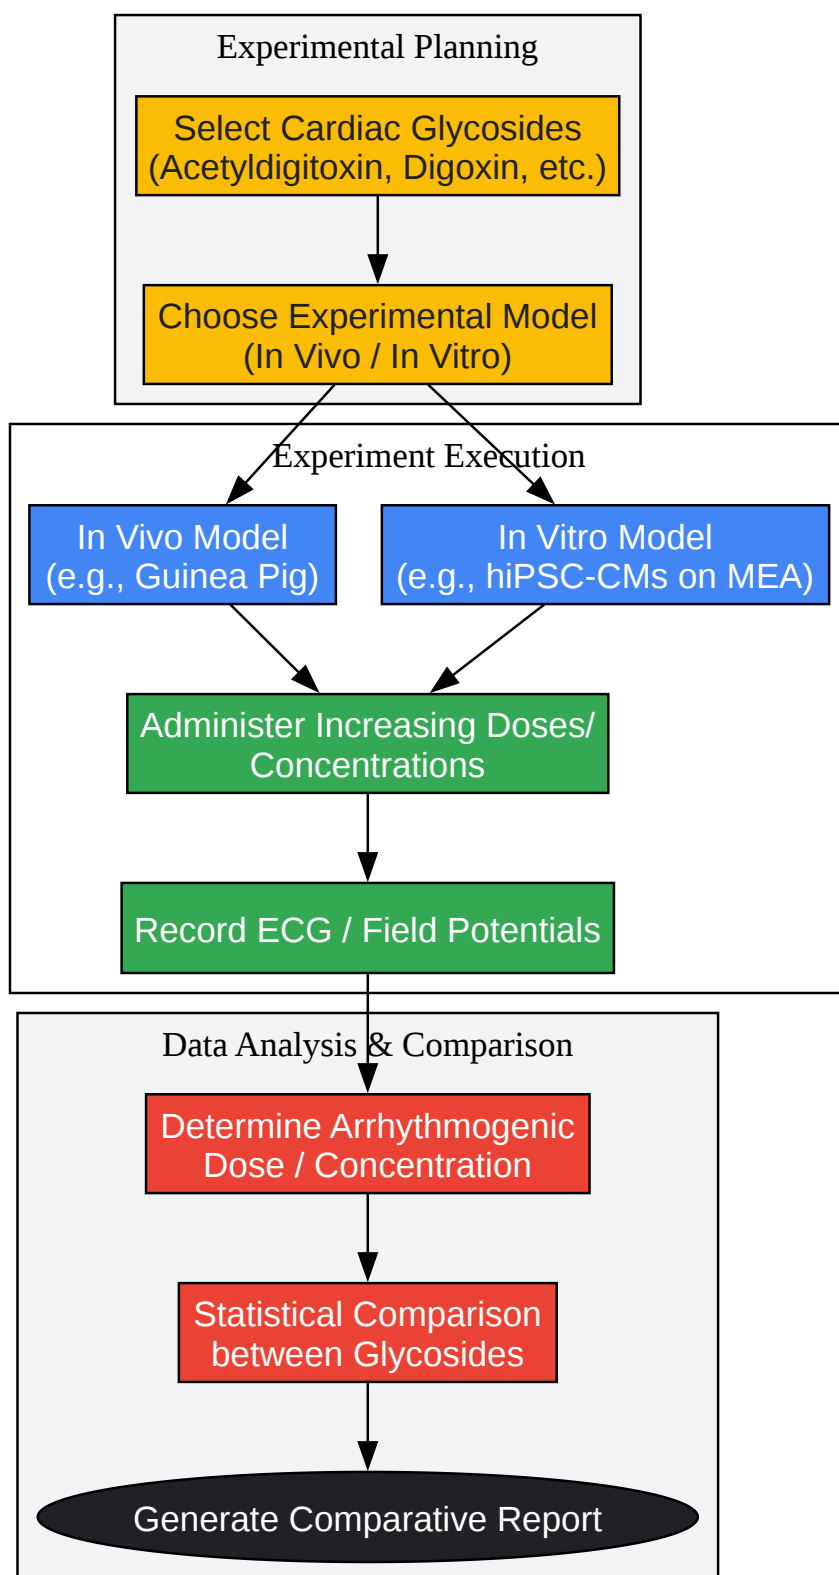 Experimental Planning
Select Cardiac Glycosides
(Acetyldigitoxin, Digoxin, etc.)
Choose Experimental Model
(In Vivo / In Vitro)
Experiment Execution
In Vivo Model
(e.g., Guinea Pig)
In Vitro Model
(e.g., hiPSC-CMs on MEA)
Administer Increasing Doses/
Concentrations
Record ECG / Field Potentials
Data Analysis & Comparison
Determine Arrhythmogenic
Dose / Concentration
Statistical Comparison
between Glycosides
Generate Comparative Report